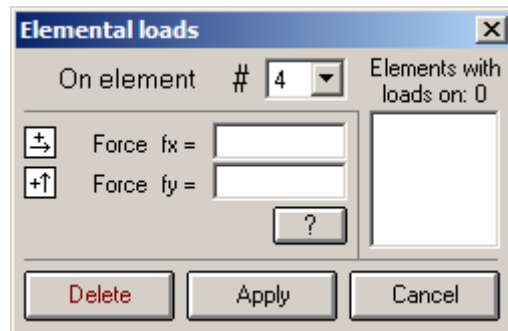 Elemental loads
On element # 4
Elements with
loads on: 0
Force fx =
Force fy =
?
Delete Apply Cancel